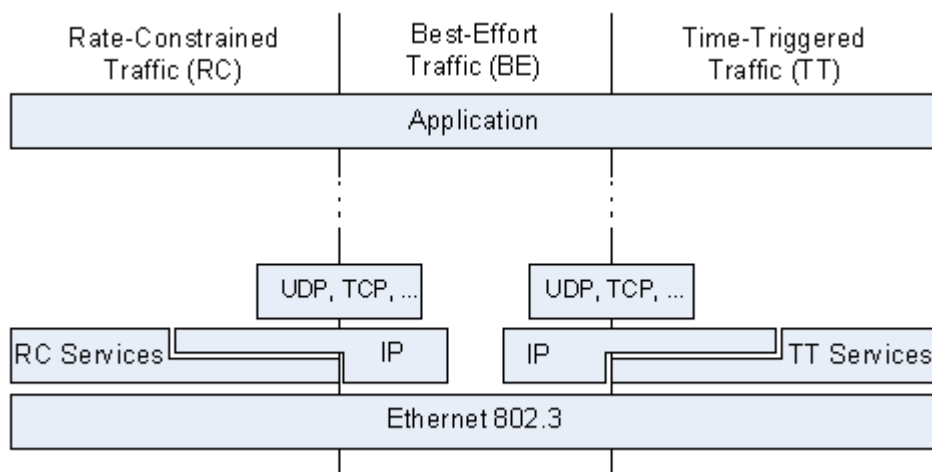 Rate-Constrained
Traffic (RC)
Best-Effort
Traffic (BE)
Time-Triggered
Traffic (TT)
Application
UDP, TCP, ...
UDP, TCP, ...
RC Services
IP
IP
TT Services
Ethernet 802.3